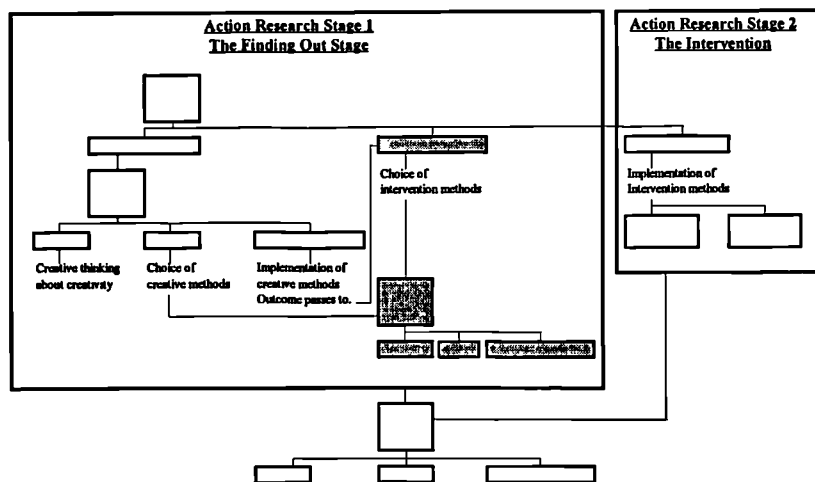 Action Research Stage 1
The Finding Out Stage
Action Research Stage 2
The Intervention
Choice of
intervention methods
Implementation of
Intervention methods
Creative thinking
about creativity
Choice of
creative methods
Implementation of
creative methods
Outcome passes to.